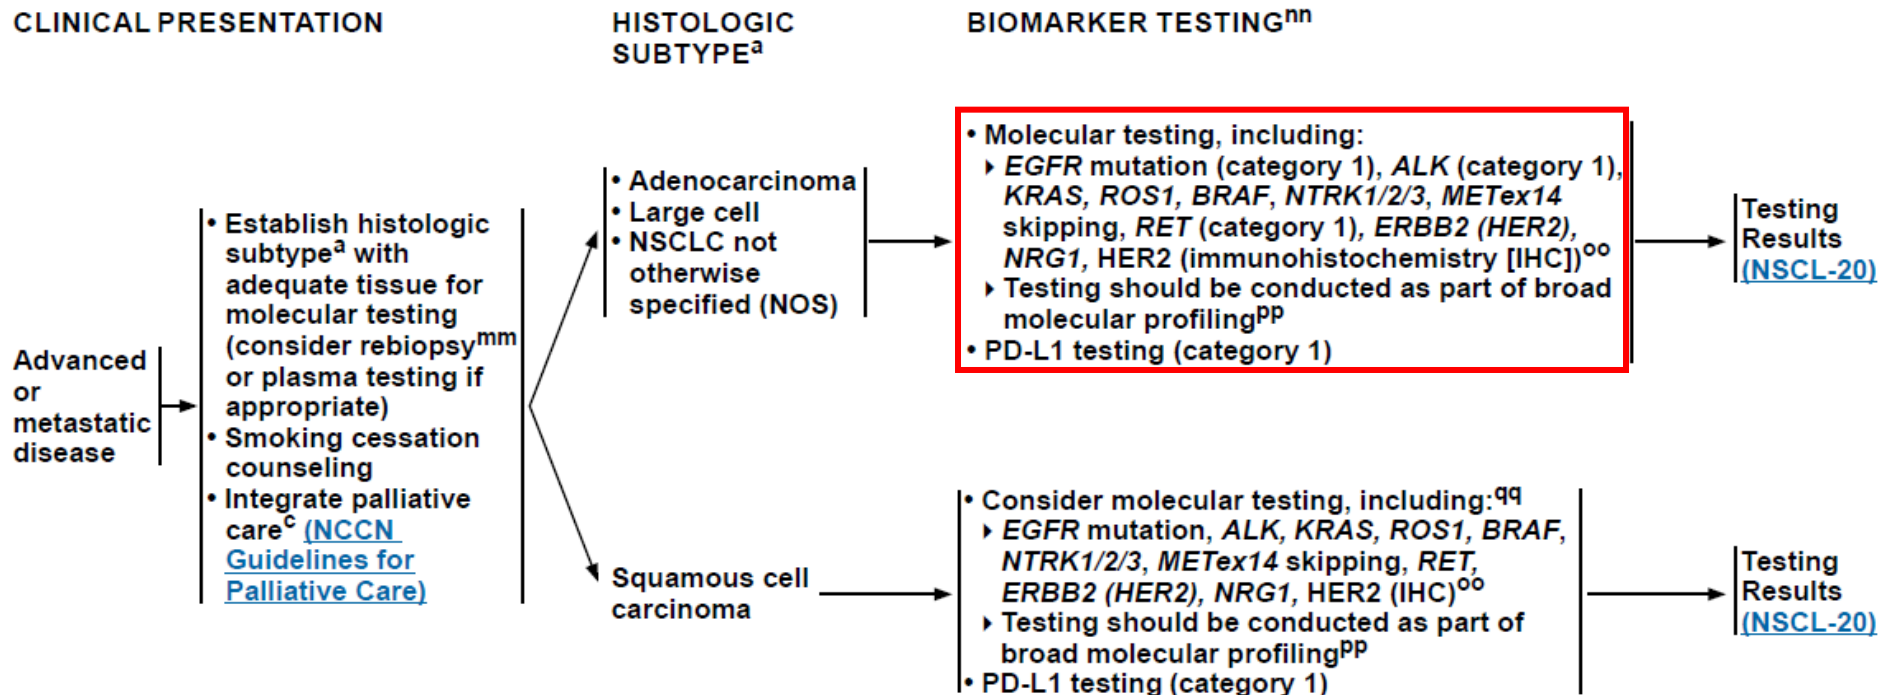 CLINICAL PRESENTATION
HISTOLOGIC
SUBTYPEᵃ
BIOMARKER TESTINGⁿⁿ
Advanced
or
metastatic
disease
• Establish histologic
subtypeᵃ with
adequate tissue for
molecular testing
(consider rebiopsyᵐᵐ
or plasma testing if
appropriate)
• Smoking cessation
counseling
• Integrate palliative
careᶜ (NCCN
Guidelines for
Palliative Care)
• Adenocarcinoma
• Large cell
• NSCLC not
otherwise
specified (NOS)
• Molecular testing, including:
▸ EGFR mutation (category 1), ALK (category 1),
KRAS, ROS1, BRAF, NTRK1/2/3, METex14
skipping, RET (category 1), ERBB2 (HER2),
NRG1, HER2 (immunohistochemistry [IHC])ᵒᵒ
▸ Testing should be conducted as part of broad
molecular profilingᵖᵖ
• PD-L1 testing (category 1)
Testing
Results
(NSCL-20)
Squamous cell
carcinoma
• Consider molecular testing, including:qq
▸ EGFR mutation, ALK, KRAS, ROS1, BRAF,
NTRK1/2/3, METex14 skipping, RET,
ERBB2 (HER2), NRG1, HER2 (IHC)ᵒᵒ
▸ Testing should be conducted as part of
broad molecular profilingᵖᵖ
• PD-L1 testing (category 1)
Testing
Results
(NSCL-20)